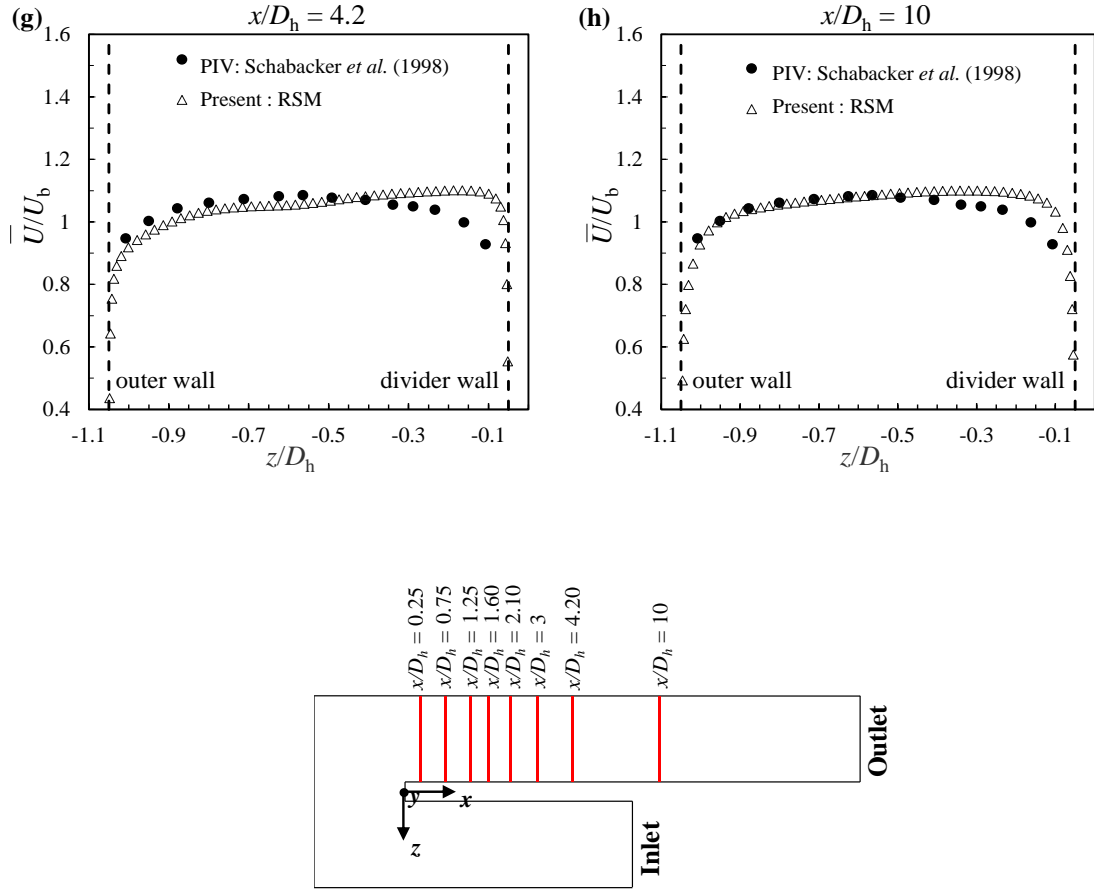 (g)
x/Dh = 4.2
1.6
1.4
1.2
1
0.8
0.6
0.4
U/Ub
PIV: Schabacker et al. (1998)
Present : RSM
outer wall
divider wall
-1.1
-0.9
-0.7
-0.5
-0.3
-0.1
z/Dh
(h)
x/Dh = 10
1.6
1.4
1.2
1
0.8
0.6
0.4
U/Ub
PIV: Schabacker et al. (1998)
Present : RSM
outer wall
divider wall
-1.1
-0.9
-0.7
-0.5
-0.3
-0.1
z/Dh
x/Dh = 0.25
x/Dh = 0.75
x/Dh = 1.25
x/Dh = 1.60
x/Dh = 2.10
x/Dh = 3
x/Dh = 4.20
x/Dh = 10
Outlet
y
x
z
Inlet